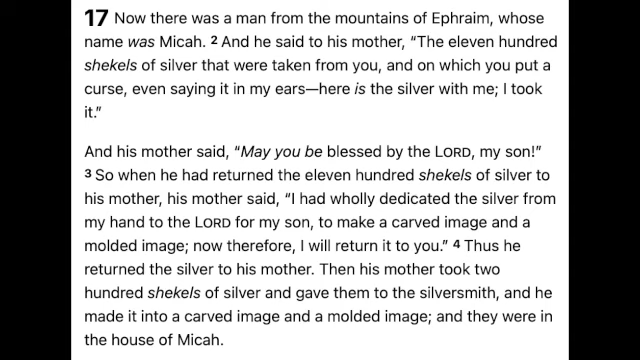 17 Now there was a man from the mountains of Ephraim, whose
name was Micah. 2 And he said to his mother, “The eleven hundred
shekels of silver that were taken from you, and on which you put a
curse, even saying it in my ears—here is the silver with me; I took
it.”
And his mother said, “May you be blessed by the LORD, my son!”
3 So when he had returned the eleven hundred shekels of silver to
his mother, his mother said, “I had wholly dedicated the silver from
my hand to the LORD for my son, to make a carved image and a
molded image; now therefore, I will return it to you.” 4 Thus he
returned the silver to his mother. Then his mother took two
hundred shekels of silver and gave them to the silversmith, and he
made it into a carved image and a molded image; and they were in
the house of Micah.